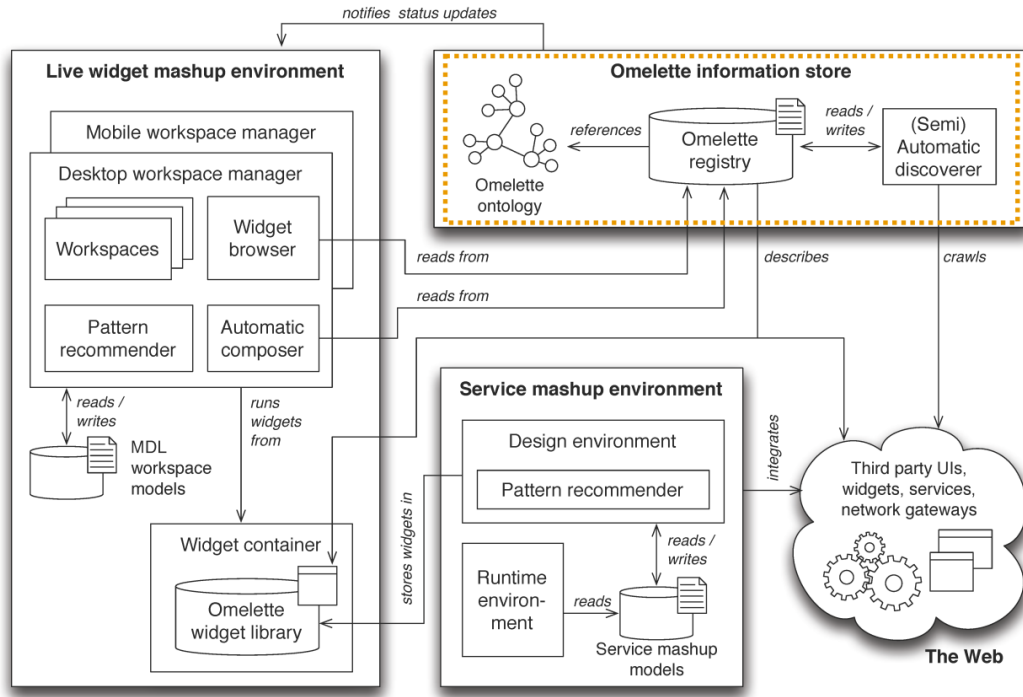 notifies status updates
Live widget mashup environment
Mobile workspace manager
Desktop workspace manager
Workspaces
Widget
browser
Pattern
recommender
Automatic
composer
reads /
writes
MDL
workspace
models
runs
widgets
from
Widget container
Omelette
widget library
Omelette information store
Omelette
ontology
references
Omelette
registry
reads /
writes
(Semi)
Automatic
discoverer
reads from
describes
crawls
reads from
Service mashup environment
Design environment
Pattern recommender
stores widgets in
reads /
writes
Runtime
environ-
ment
reads
Service mashup
models
integrates
Third party UIs,
widgets, services,
network gateways
The Web